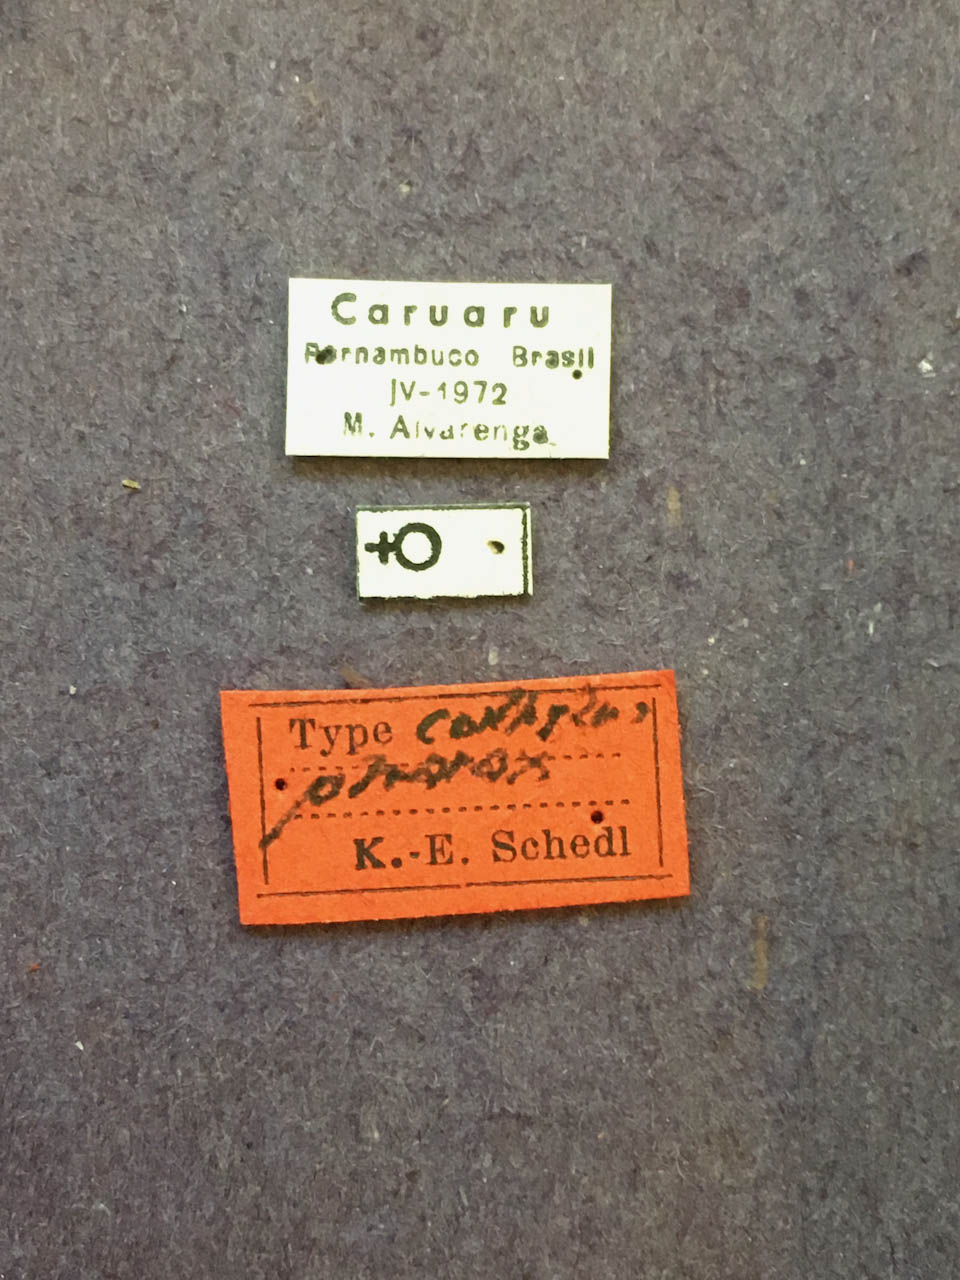 Caruaru
Pernambuco Brasil
IV-1972
M. Alvarenga
♀
Type
K.-E. Schedl